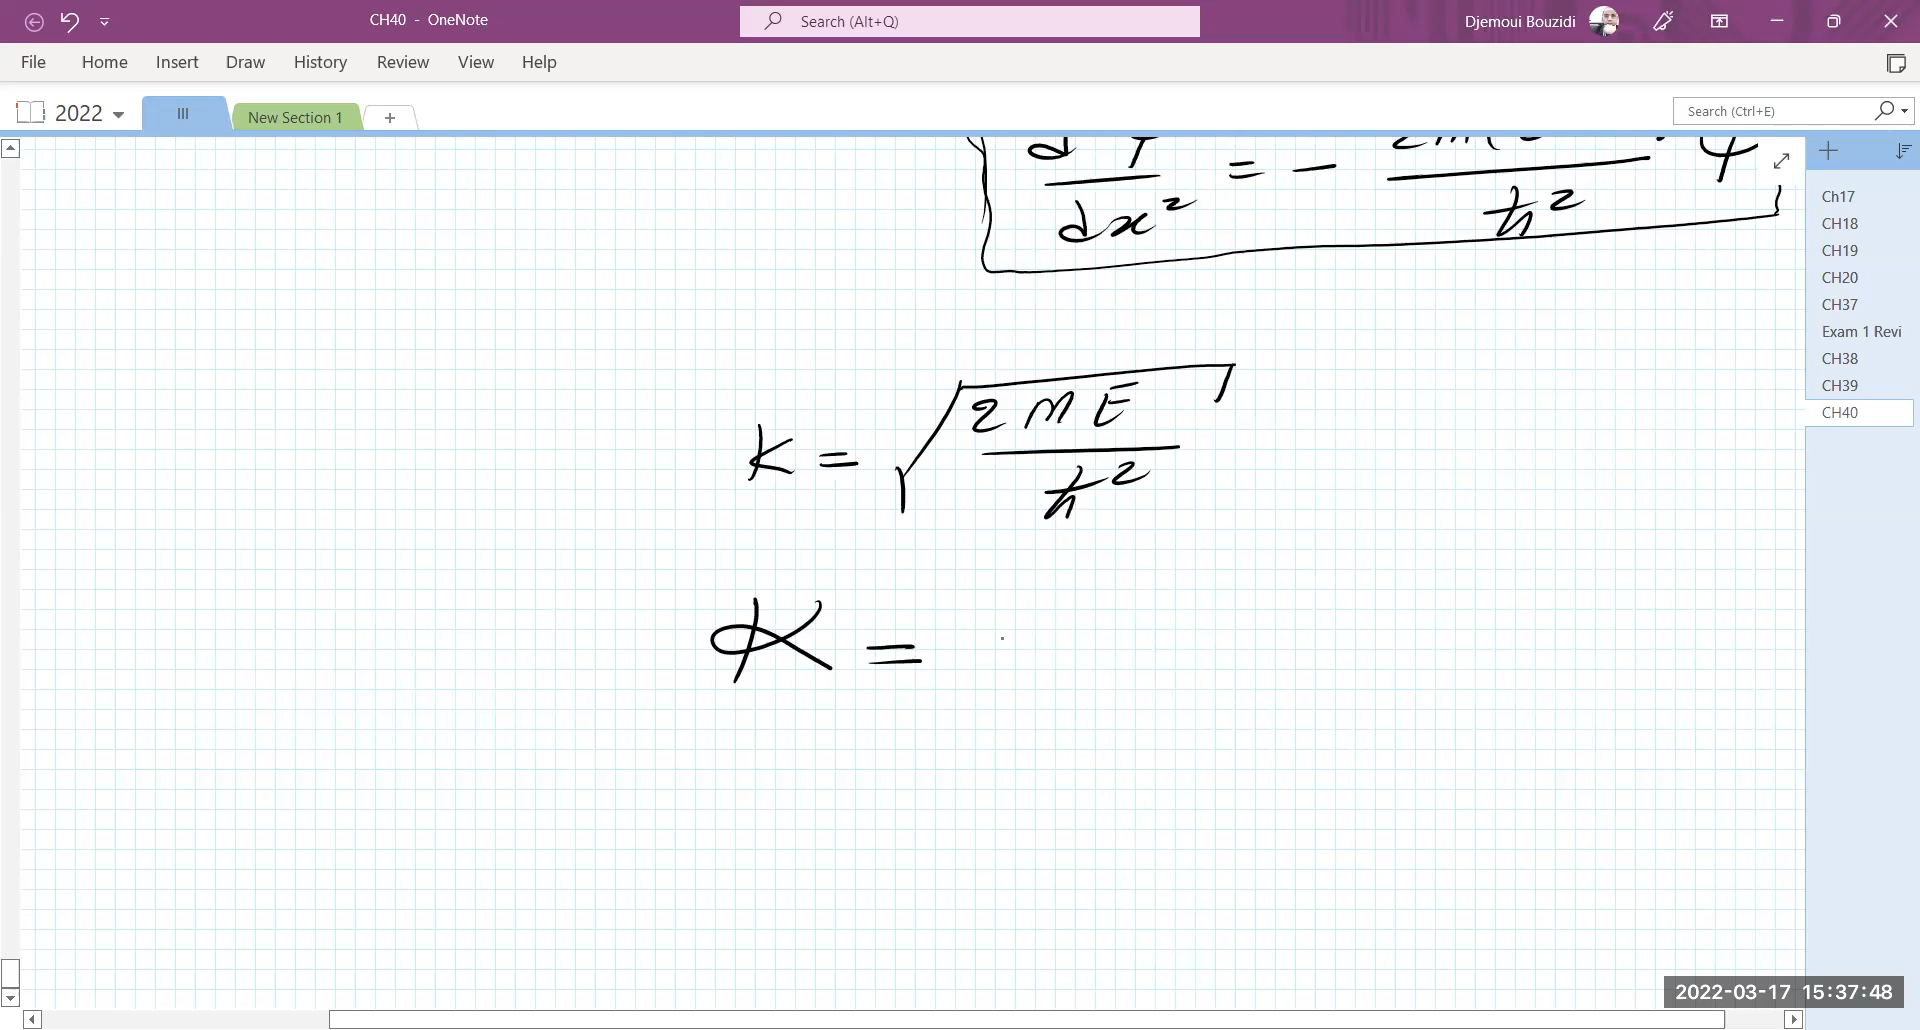 CH40 - OneNote
Search (Alt+Q)
Djemoui Bouzidi
File Home Insert Draw History Review View Help
2022
III
New Section 1
+
Search (Ctrl+E)
dx² = - ħ² ψ
Ch17
CH18
CH19
CH20
CH37
Exam 1 Revi
CH38
CH39
CH40
k = √(2mE/ħ²)
K =
2022-03-17 15:37:48